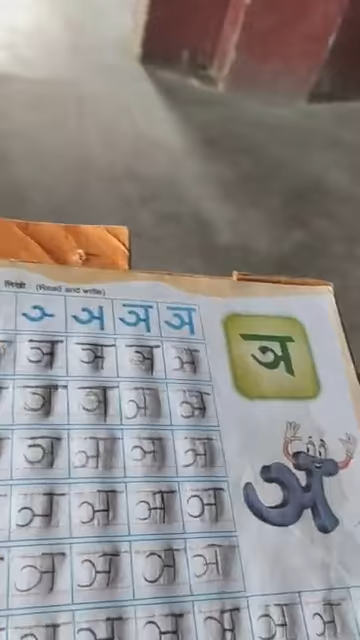 लिखो (Read and write)
अ अ अ
अ
अ अ अ अ
अ अ अ अ
अ अ अ अ
अ अ अ अ
अ अ अ अ
अ अ अ अ अ अ